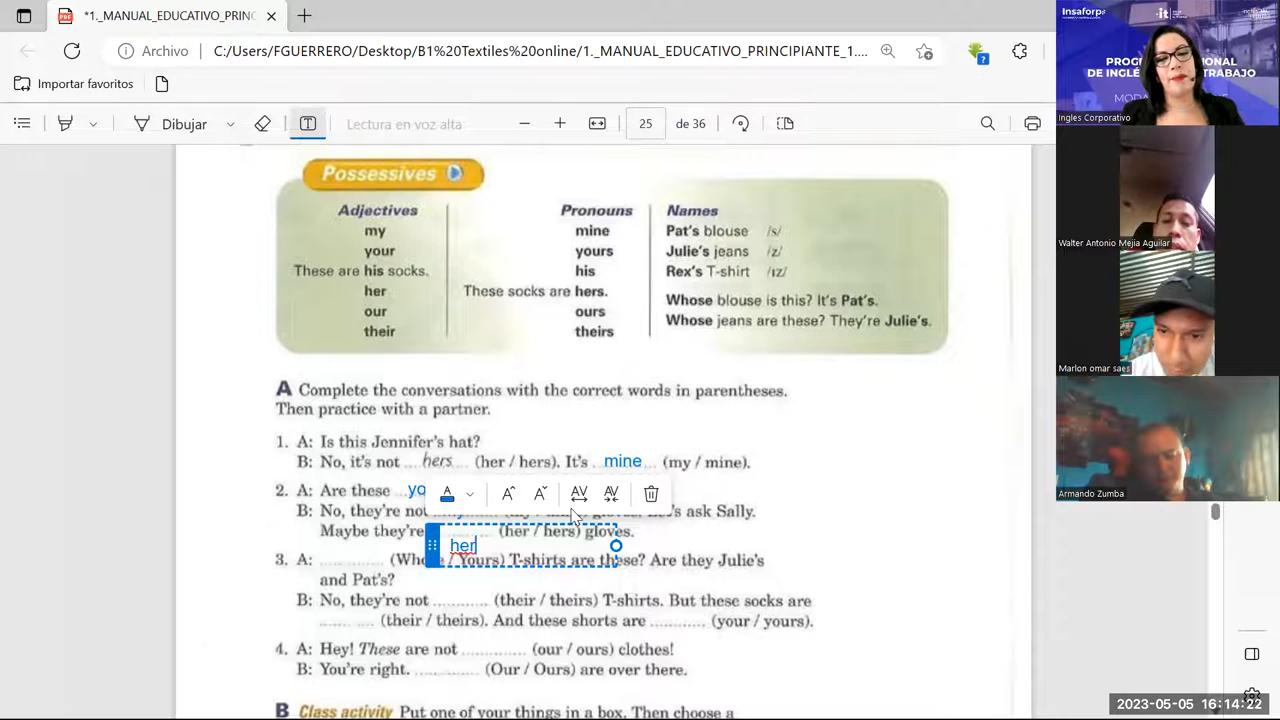 *1._MANUAL_EDUCATIVO_PRINC
Archivo
C:/Users/FGUERRERO/Desktop/B1%20Textiles%20online/1._MANUAL_EDUCATIVO_PRINCIPIANTE_1....
Importar favoritos
Dibujar
Lectura en voz alta
25
de 36
Possessives
Adjectives
my
your
These are his socks.
her
our
their
Pronouns
mine
yours
his
These socks are hers.
ours
theirs
Names
Pat's blouse /s/
Julie's jeans /z/
Rex's T-shirt /ɪz/
Whose blouse is this? It's Pat's.
Whose jeans are these? They're Julie's.
A Complete the conversations with the correct words in parentheses.
Then practice with a partner.
1. A: Is this Jennifer's hat?
B: No, it's not ... hers ... (her / hers). It's ... mine ... (my / mine).
2. A: Are these ... yo
B: No, they're not
's ask Sally.
Maybe they're ............ (her / hers) gloves.
her
3. A: ............ (Whose / Yours) T-shirts are these? Are they Julie's
and Pat's?
B: No, they're not ............ (their / theirs) T-shirts. But these socks are
............ (their / theirs). And these shorts are ............ (your / yours).
4. A: Hey! These are not ............ (our / ours) clothes!
B: You're right. ............ (Our / Ours) are over there.
B Class activity Put one of your things in a box. Then choose a
Insaforp
it
Ingles Corporativo
Walter Antonio Mejia Aguilar
Marlon omar saes
Armando Zumba
2023-05-05 16:14:22